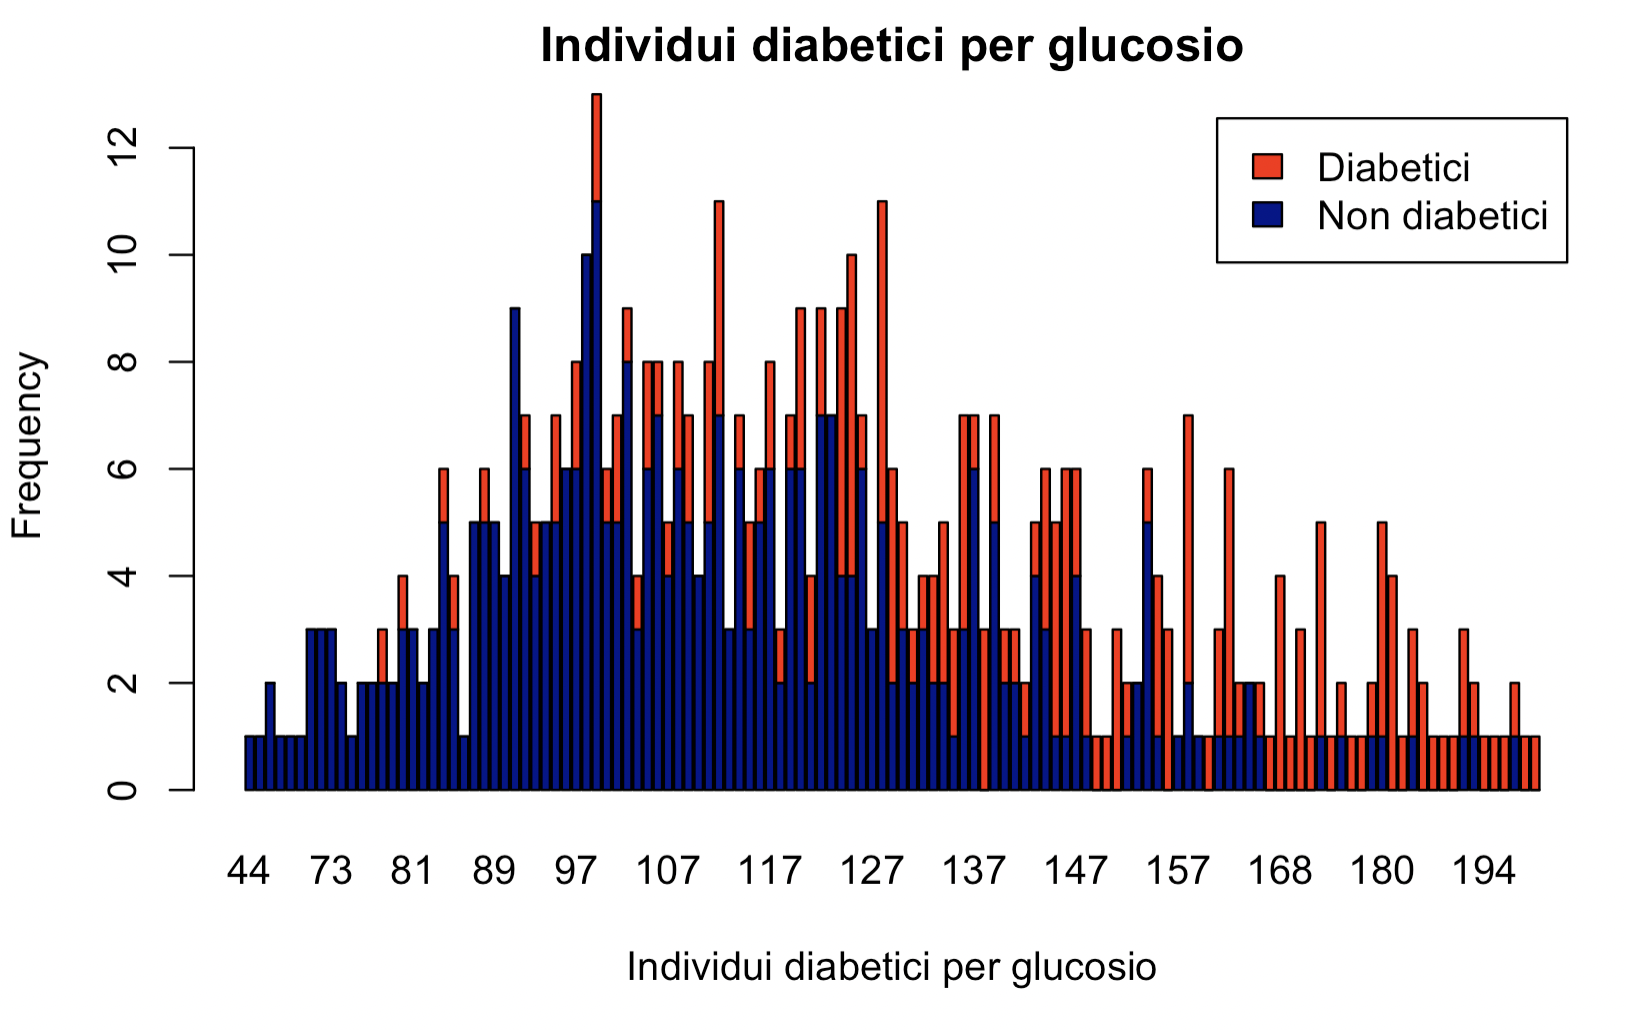 Individui diabetici per glucosio
Diabetici
Non diabetici
Frequency
12
10
8
6
4
2
0
44 73 81 89 97 107 117 127 137 147 157 168 180 194
Individui diabetici per glucosio